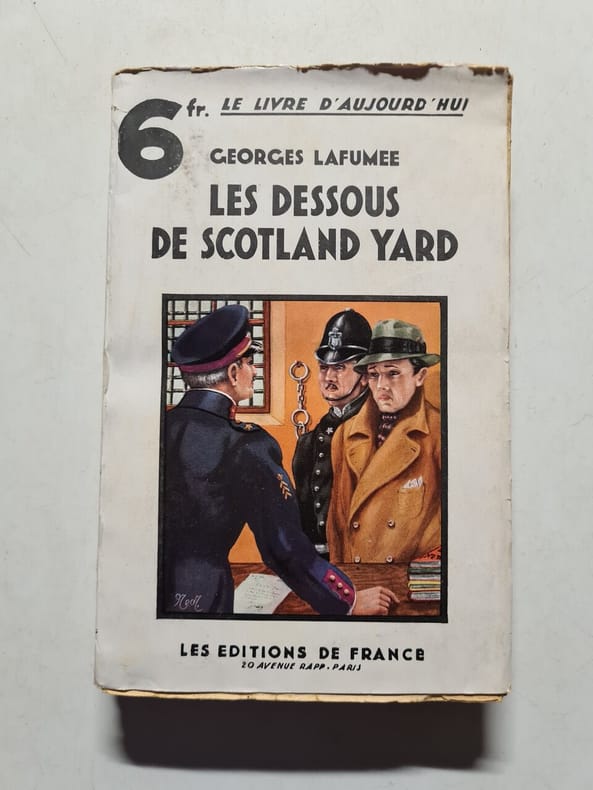 6 fr. LE LIVRE D'AUJOURD'HUI
GEORGES LAFUMEE
LES DESSOUS
DE SCOTLAND YARD
LES EDITIONS DE FRANCE
20 AVENUE RAPP - PARIS